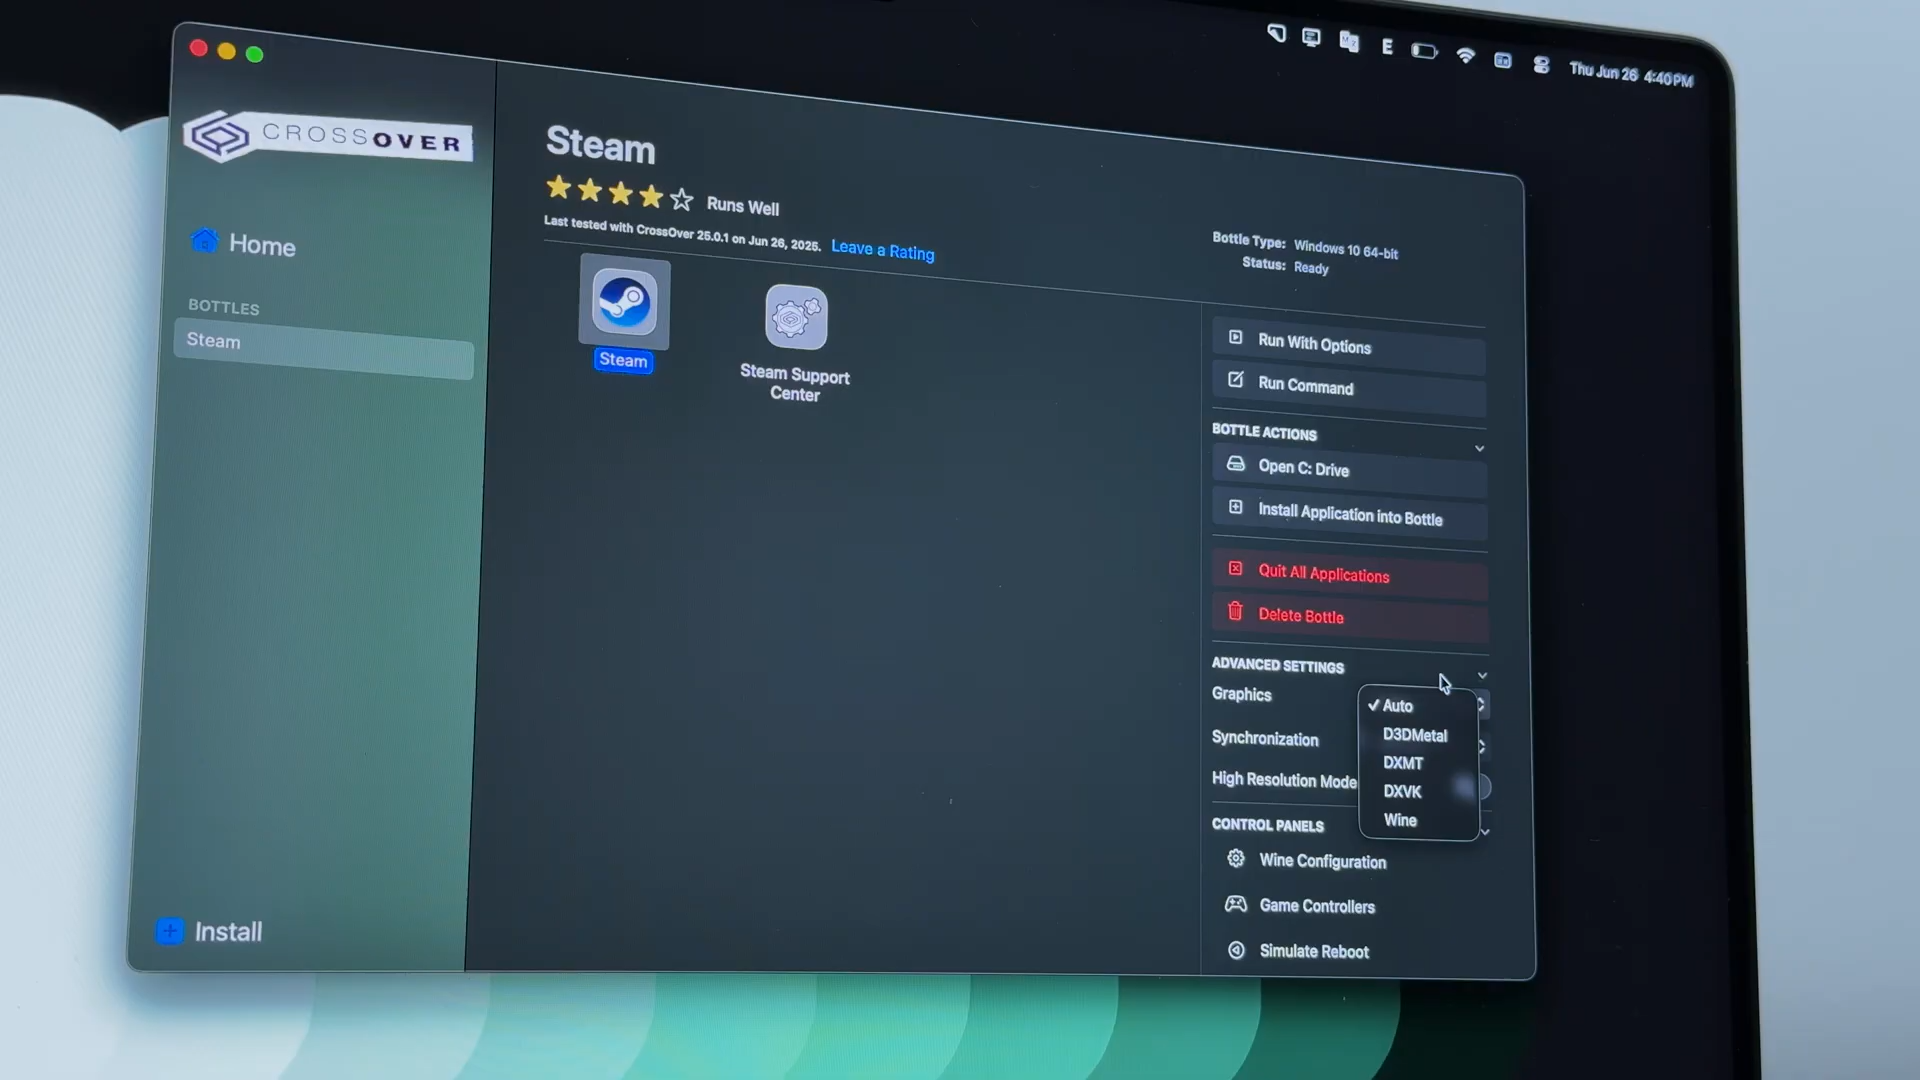 Thu Jun 26 4:40 PM
CROSSOVER
Home
BOTTLES
Steam
Install
Steam
Runs Well
Last tested with CrossOver 25.0.1 on Jun 26, 2025. Leave a Rating
Bottle Type: Windows 10 64-bit
Status: Ready
Steam
Steam Support
Center
Run With Options
Run Command
BOTTLE ACTIONS
Open C: Drive
Install Application into Bottle
Quit All Applications
Delete Bottle
ADVANCED SETTINGS
Graphics
Auto
D3DMetal
DXMT
DXVK
Wine
Synchronization
High Resolution Mode
CONTROL PANELS
Wine Configuration
Game Controllers
Simulate Reboot